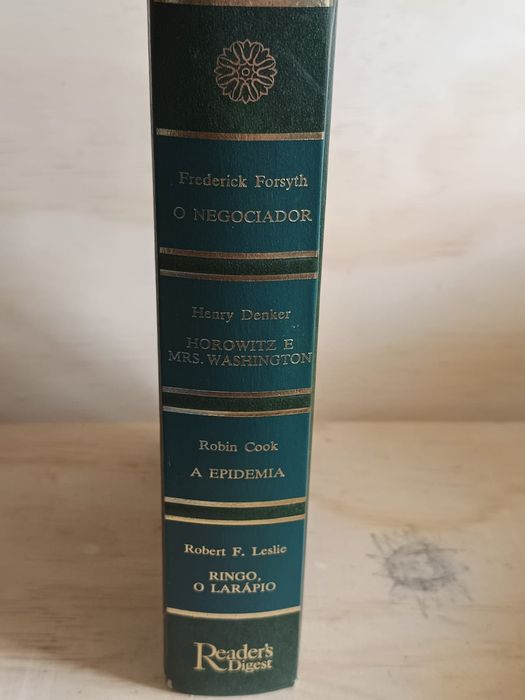 Frederick Forsyth
O NEGOCIADOR
Henry Denker
HOROWITZ E
MRS. WASHINGTON
Robin Cook
A EPIDEMIA
Robert F. Leslie
RINGO,
O LARÁPIO
Reader's
Digest